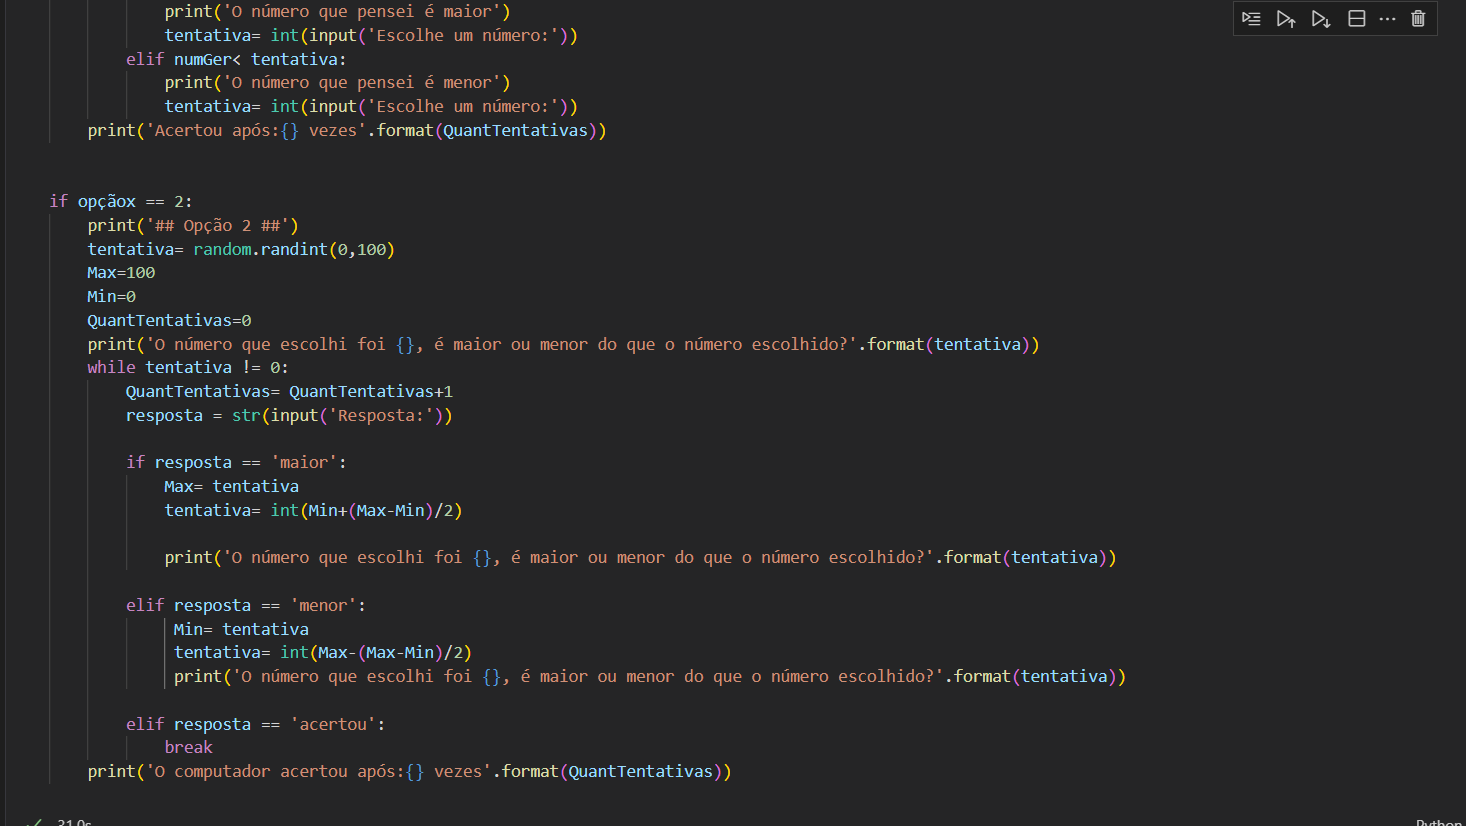 print('O número que pensei é maior')
tentativa= int(input('Escolhe um número:'))
elif numGer< tentativa:
print('O número que pensei é menor')
tentativa= int(input('Escolhe um número:'))
print('Acertou após:{} vezes'.format(QuantTentativas))
if opçãox == 2:
print('## Opção 2 ##')
tentativa= random.randint(0,100)
Max=100
Min=0
QuantTentativas=0
print('O número que escolhi foi {}, é maior ou menor do que o número escolhido?'.format(tentativa))
while tentativa != 0:
QuantTentativas= QuantTentativas+1
resposta = str(input('Resposta:'))
if resposta == 'maior':
Max= tentativa
tentativa= int(Min+(Max-Min)/2)
print('O número que escolhi foi {}, é maior ou menor do que o número escolhido?'.format(tentativa))
elif resposta == 'menor':
Min= tentativa
tentativa= int(Max-(Max-Min)/2)
print('O número que escolhi foi {}, é maior ou menor do que o número escolhido?'.format(tentativa))
elif resposta == 'acertou':
break
print('O computador acertou após:{} vezes'.format(QuantTentativas))
31.0s
Python